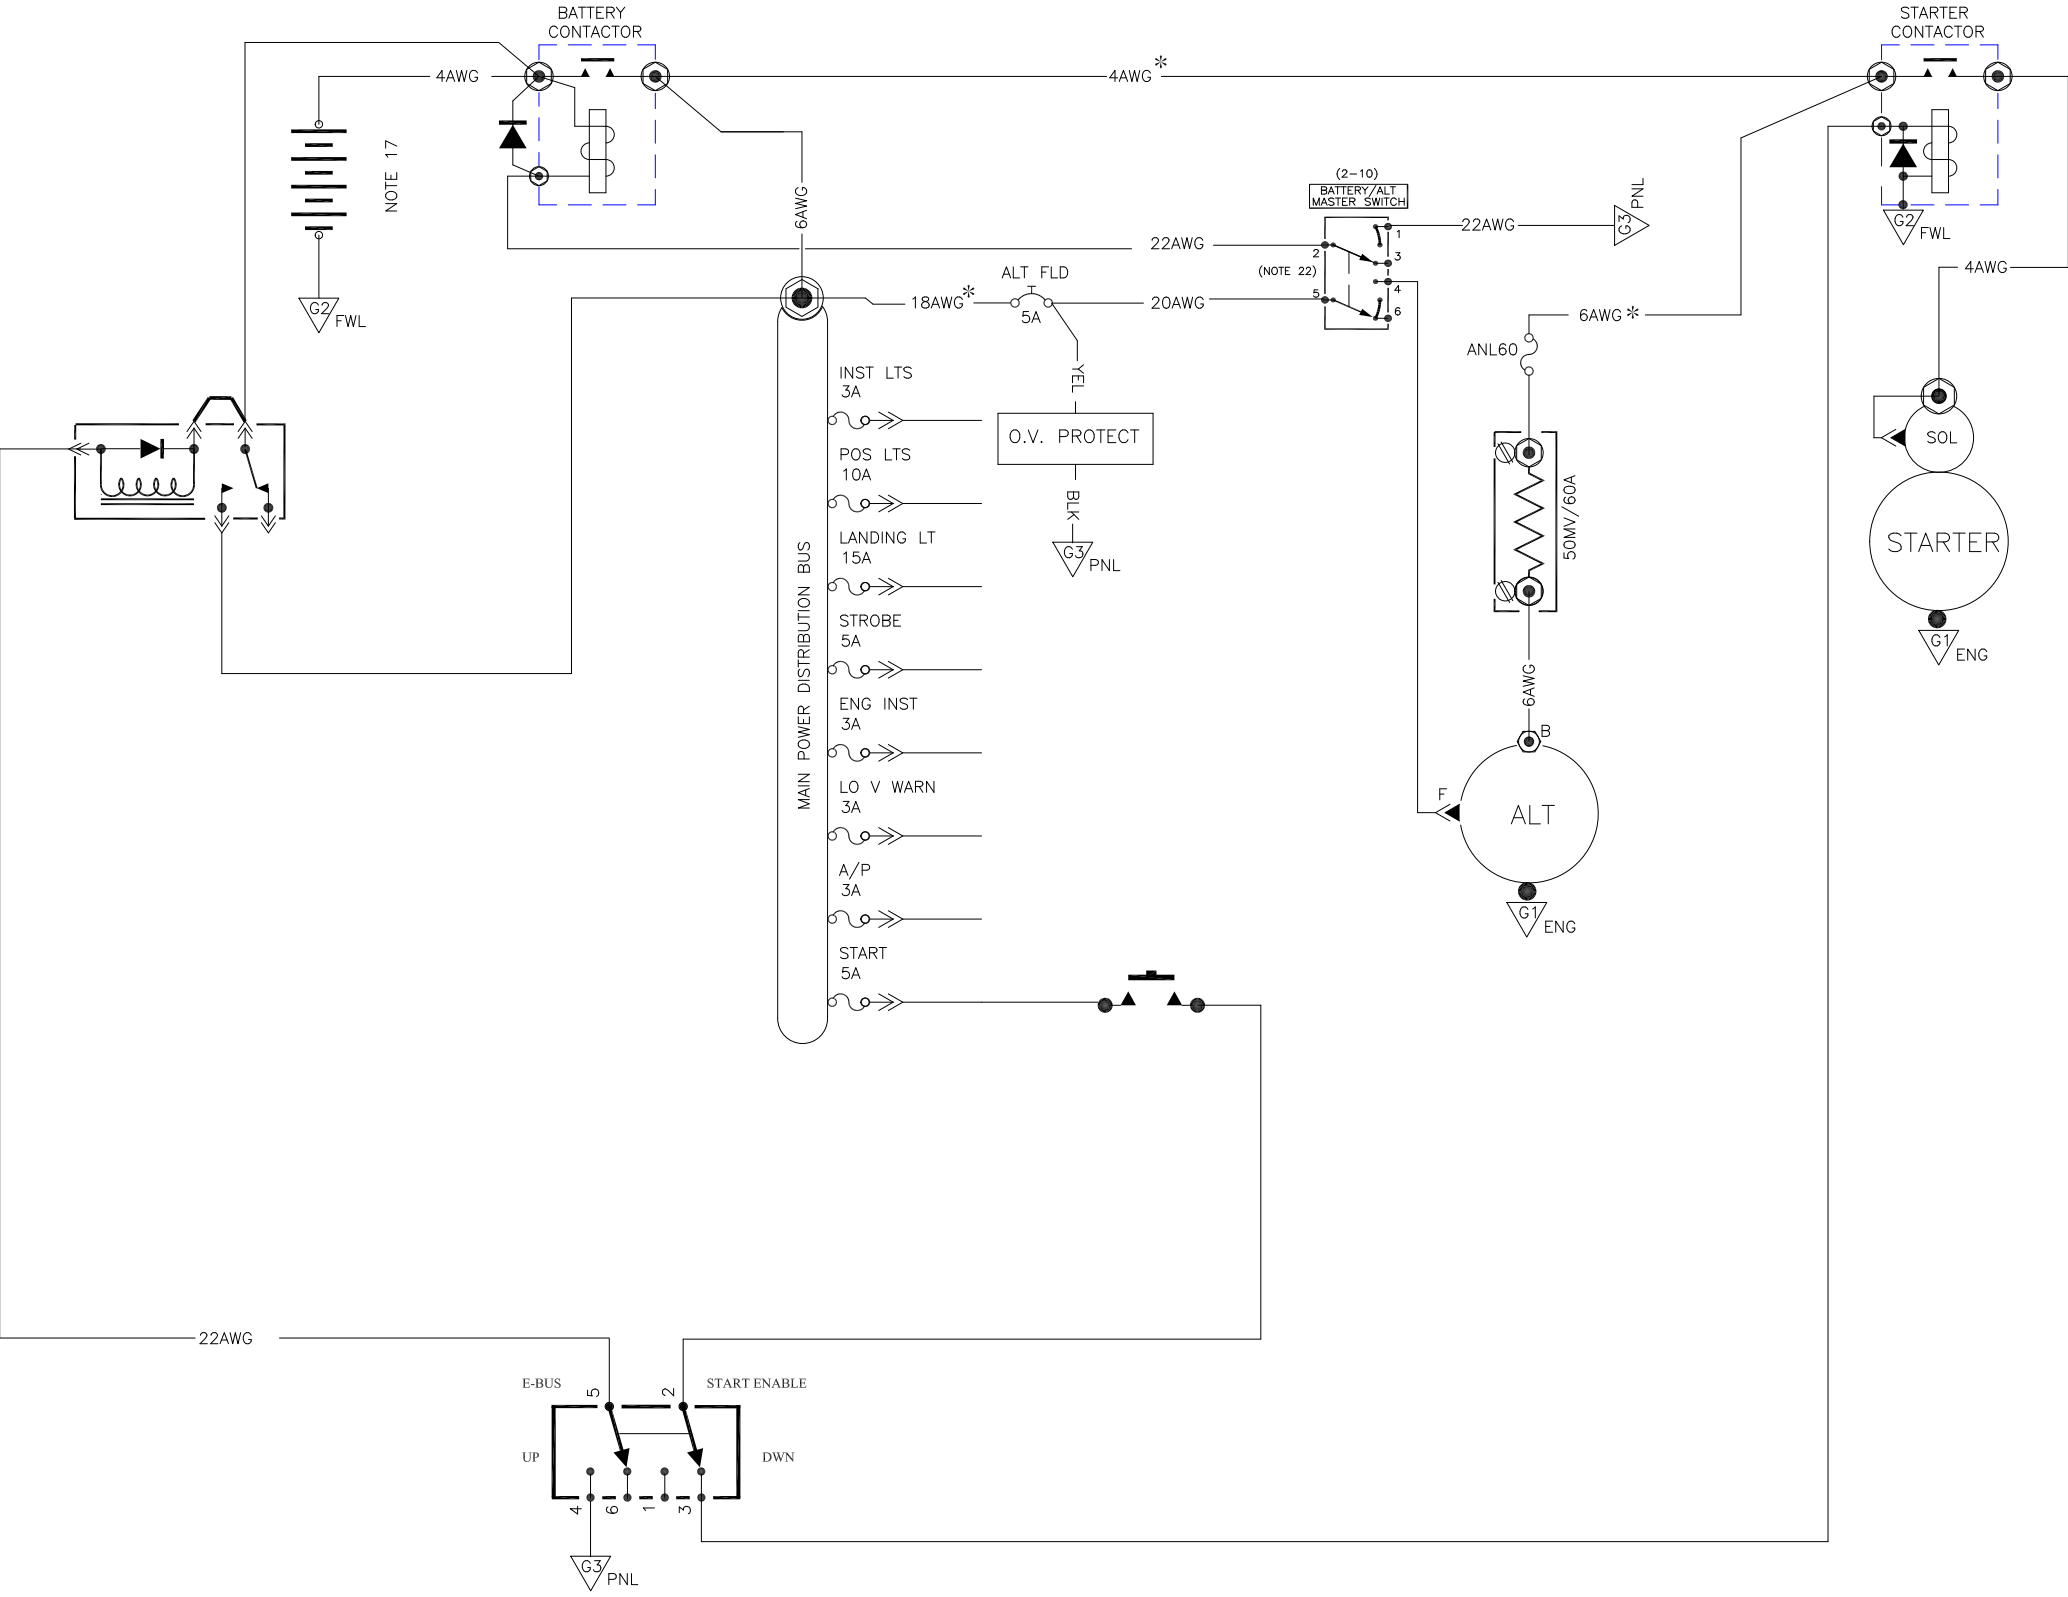 BATTERY
CONTACTOR
STARTER
CONTACTOR
4AWG
4AWG*
NOTE 17
6AWG
(2-10)
BATTERY/ALT
MASTER SWITCH
1
22AWG
G3
PNL
G2
FWL
22AWG
2
3
(NOTE 22)
4
5
6
G2
FWL
ALT FLD
18AWG*
5A
20AWG
4AWG
6AWG*
ANL60
YEL
O.V. PROTECT
BLK
G3
PNL
50MV/60A
SOL
STARTER
G1
ENG
6AWG
B
F
ALT
G1
ENG
MAIN POWER DISTRIBUTION BUS
INST LTS
3A
POS LTS
10A
LANDING LT
15A
STROBE
5A
ENG INST
3A
LO V WARN
3A
A/P
3A
START
5A
22AWG
E-BUS
5
2
START ENABLE
UP
DWN
4
6
1
3
G3
PNL